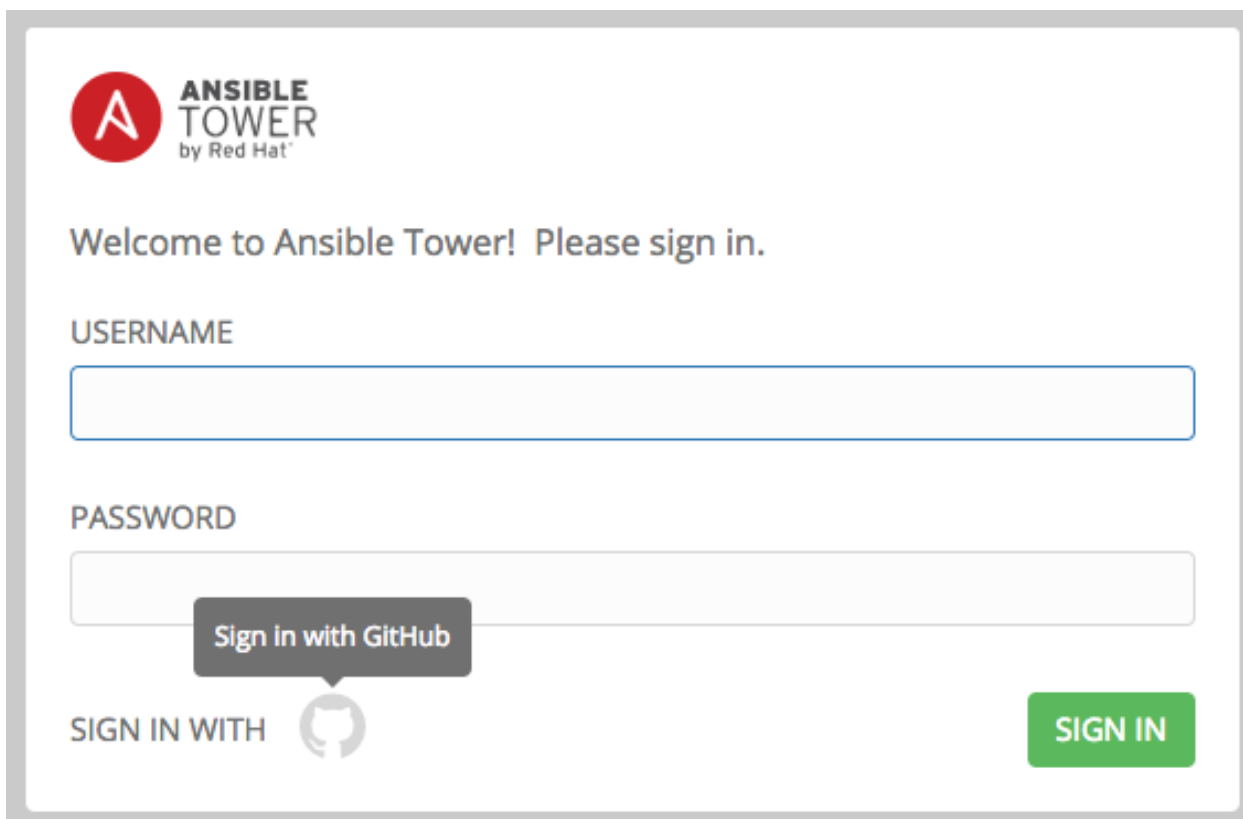 ANSIBLE
TOWER
by Red Hat
Welcome to Ansible Tower!  Please sign in.
USERNAME
PASSWORD
Sign in with GitHub
SIGN IN WITH
SIGN IN